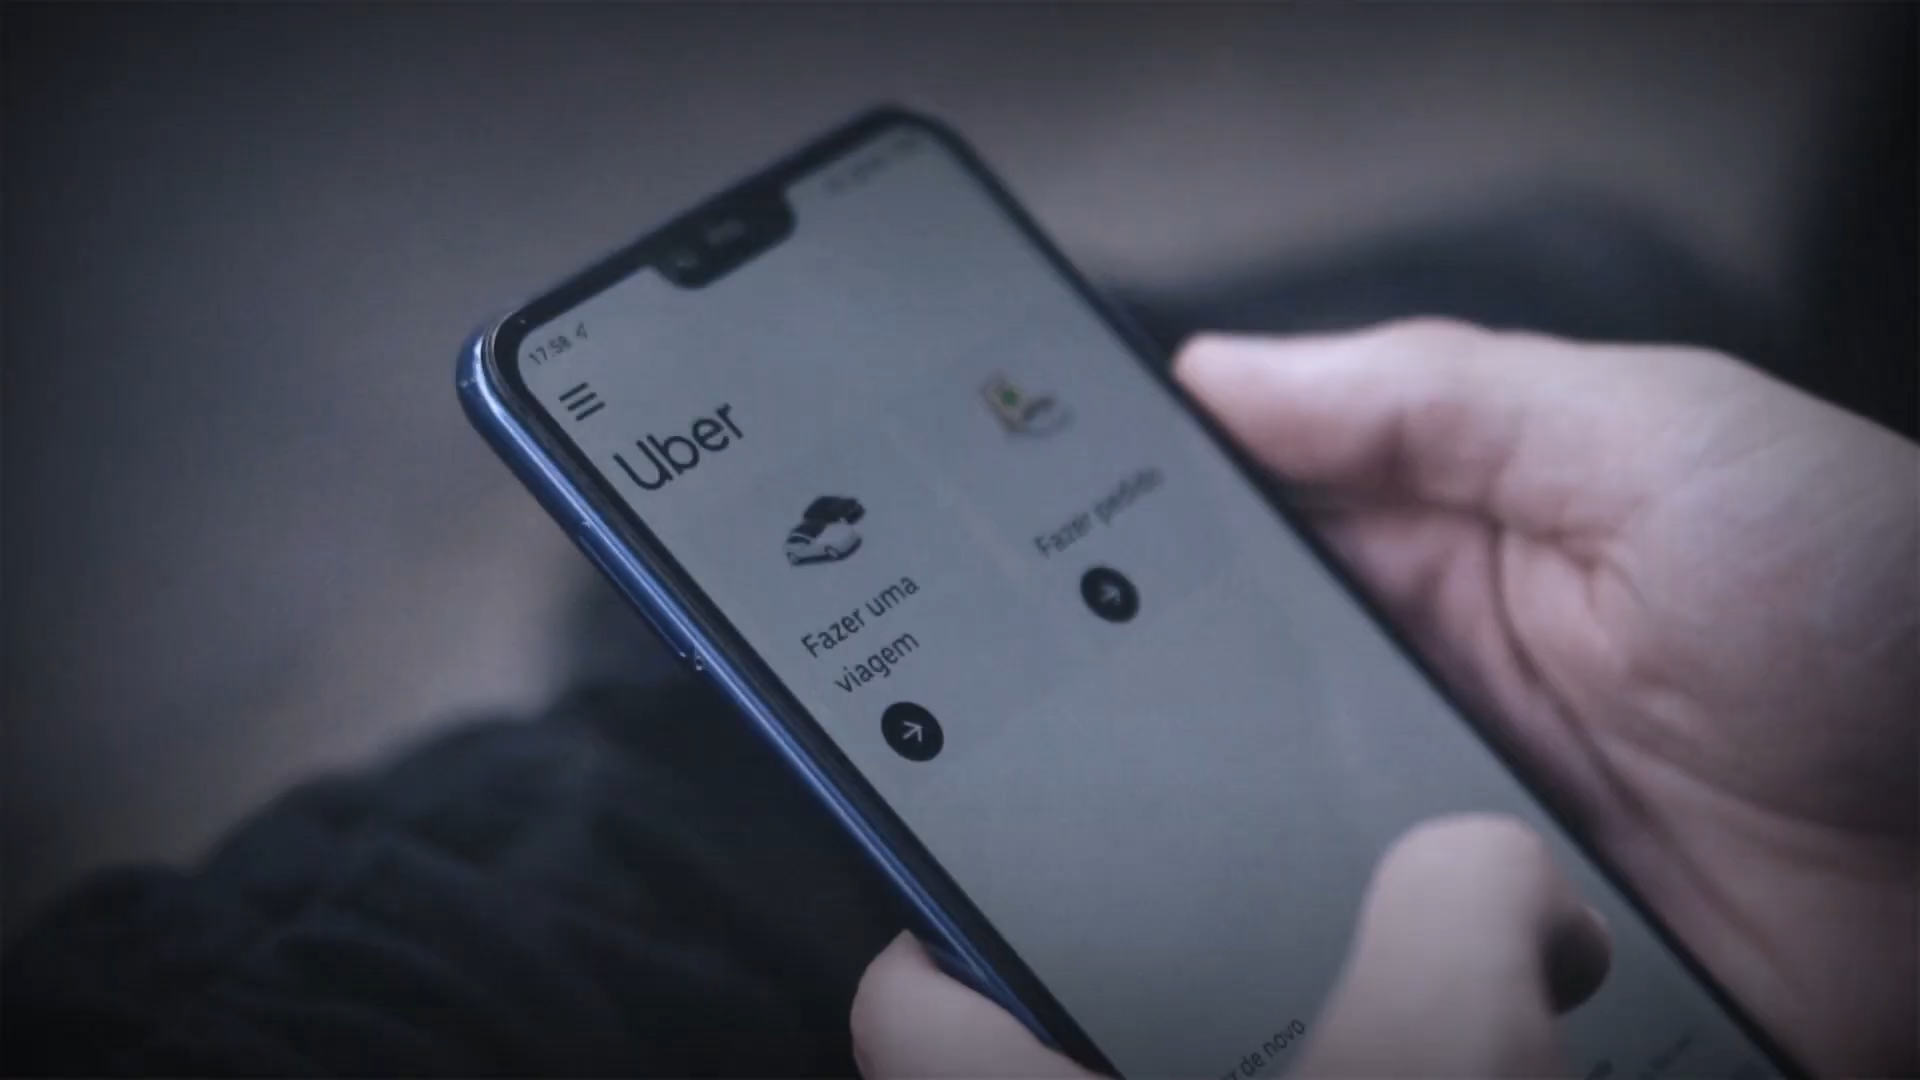 17:58
Uber
Fazer uma
viagem
Fazer pedido
de novo